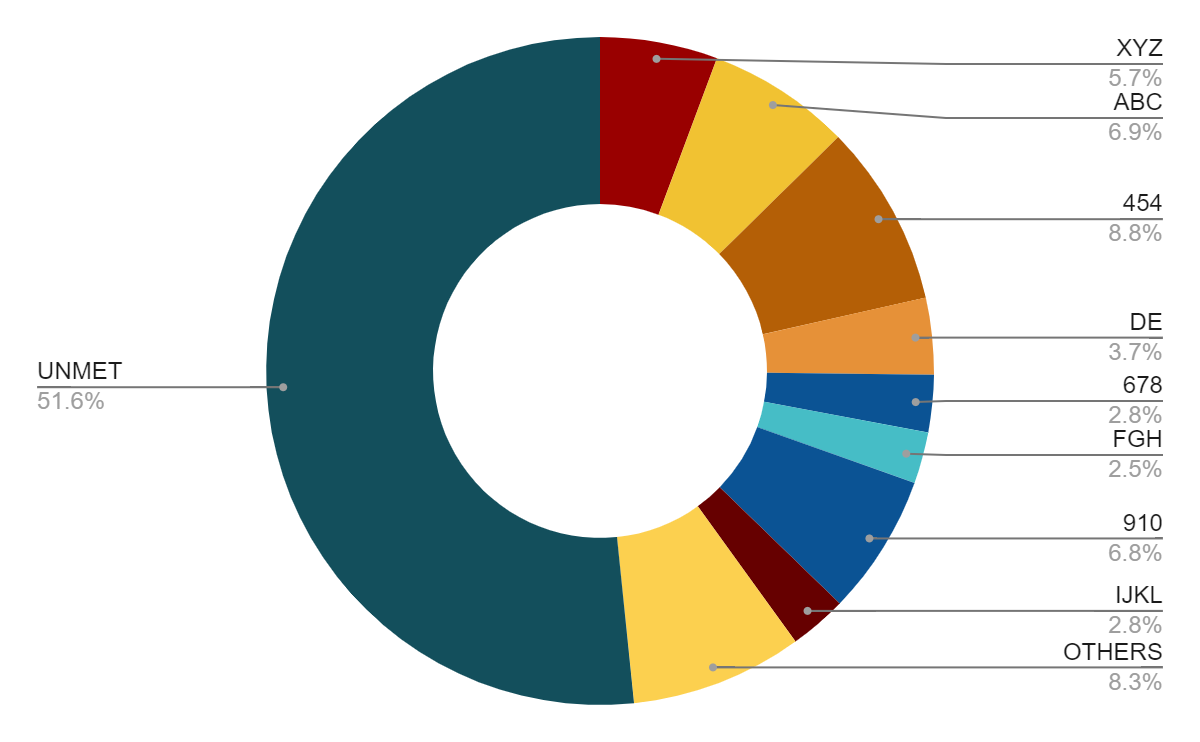 XYZ
5.7%
ABC
6.9%
454
8.8%
DE
3.7%
678
2.8%
FGH
2.5%
910
6.8%
IJKL
2.8%
OTHERS
8.3%
UNMET
51.6%